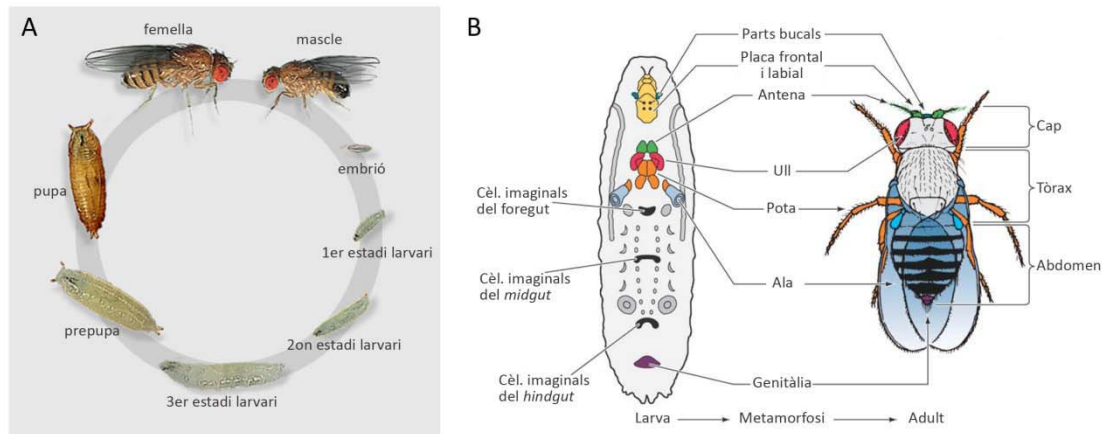 A
femella
mascle
embrió
1er estadi larvari
2on estadi larvari
3er estadi larvari
prepupa
pupa
B
Parts bucals
Placa frontal
i labial
Antena
Ull
Pota
Ala
Genitàlia
Cèl. imaginals
del foregut
Cèl. imaginals
del midgut
Cèl. imaginals
del hindgut
Cap
Tòrax
Abdomen
Larva
Metamorfosi
Adult